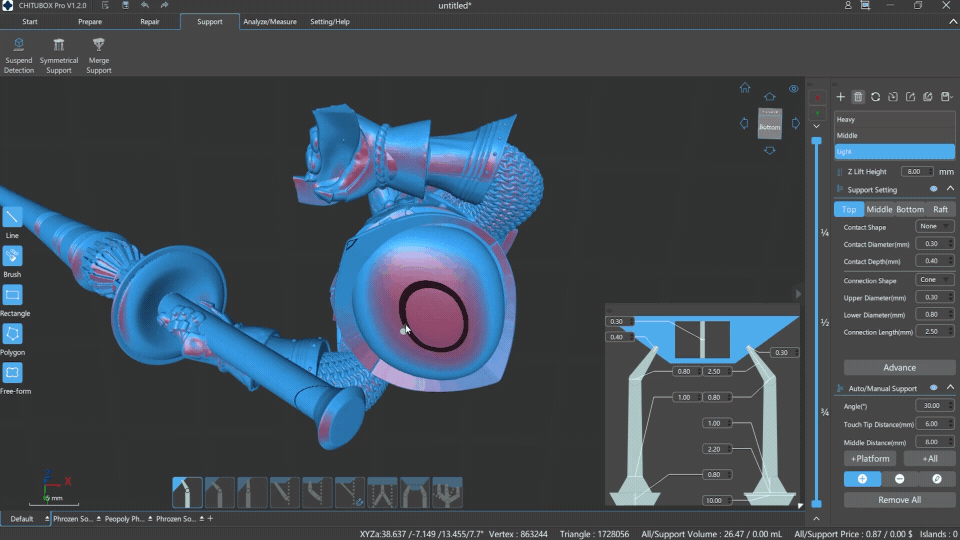 CHITUBOX Pro V1.2.0
untitled*
Start Prepare Repair Support Analyze/Measure Setting/Help
Suspend Detection
Symmetrical Support
Merge Support
Bottom
Line
Brush
Rectangle
Polygon
Free-form
Heavy
Middle
Light
Z Lift Height 8.00 mm
Support Setting
Top Middle Bottom Raft
Contact Shape None
Contact Diameter(mm) 0.30
Contact Depth(mm) 0.40
Connection Shape Cone
Upper Diameter(mm) 0.30
Lower Diameter(mm) 0.80
Connection Length(mm) 2.50
Advance
Auto/Manual Support
Angle(°) 30.00
Touch Tip Distance(mm) 6.00
Middle Distance(mm) 8.00
+Platform +All
Remove All
¼
½
¾
0.30
0.40
0.30
0.80 2.50
1.00 0.80
1.00
2.20
0.80
10.00
X
5 mm
Default Phrozen So... Peopoly Ph... Phrozen So... +
XYZa:38.637 /-7.149 /13.455/7.7° Vertex : 863244 Triangle : 1728056 All/Support Volume : 26.47 / 0.00 mL All/Support Price : 0.87 / 0.00 $ Islands : 0